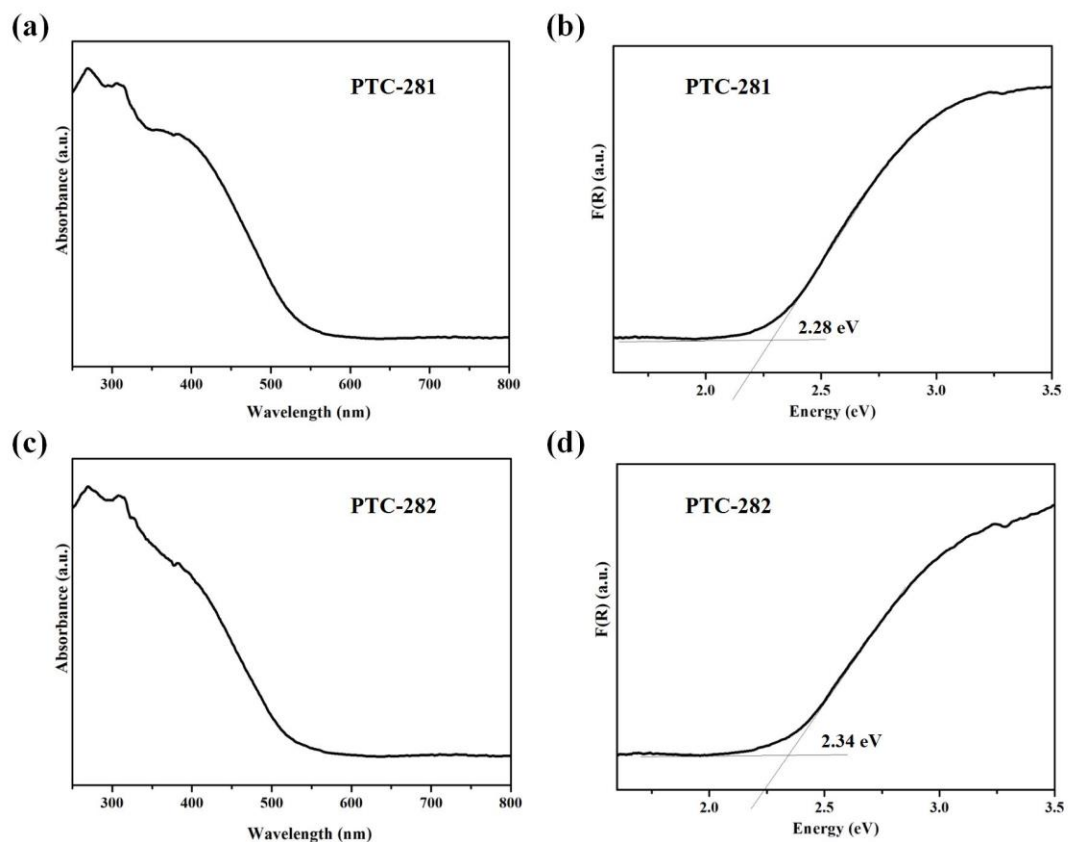 (a)
PTC-281
Absorbance (a.u.)
300 400 500 600 700 800
Wavelength (nm)
(b)
PTC-281
F(R) (a.u.)
2.28 eV
2.0 2.5 3.0 3.5
Energy (eV)
(c)
PTC-282
Absorbance (a.u.)
300 400 500 600 700 800
Wavelength (nm)
(d)
PTC-282
F(R) (a.u.)
2.34 eV
2.0 2.5 3.0 3.5
Energy (eV)